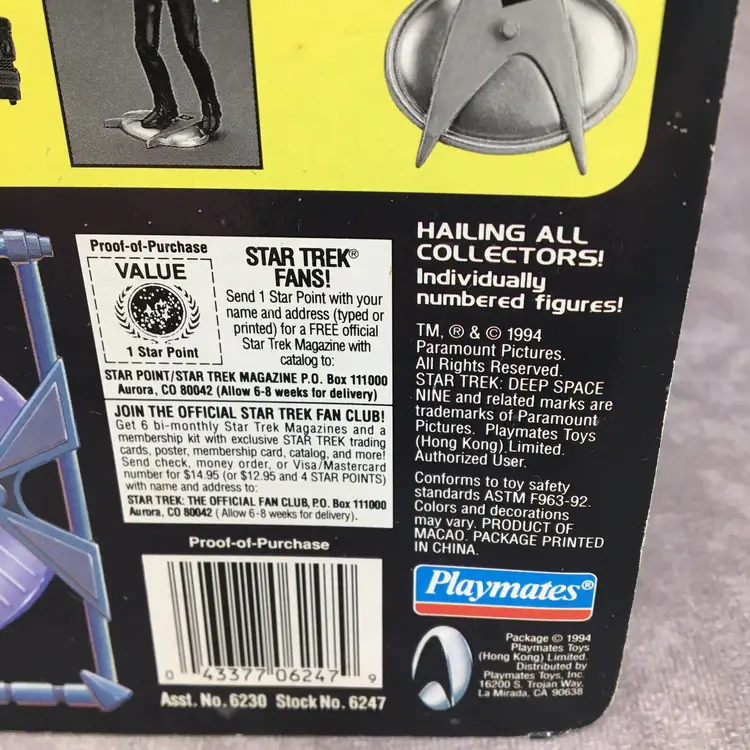 Proof-of-Purchase
VALUE
1 Star Point
STAR TREK®
FANS!
Send 1 Star Point with your
name and address (typed or
printed) for a FREE official
Star Trek Magazine with
catalog to:
STAR POINT/STAR TREK MAGAZINE P.O. Box 111000
Aurora, CO 80042 (Allow 6-8 weeks for delivery)
JOIN THE OFFICIAL STAR TREK FAN CLUB!
Get 6 bi-monthly Star Trek Magazines and a
membership kit with exclusive STAR TREK trading
cards, poster, membership card, catalog, and more!
Send check, money order, or Visa/Mastercard
number for $14.95 (or $12.95 and 4 STAR POINTS)
with name and address to:
STAR TREK: THE OFFICIAL FAN CLUB, P.O. Box 111000
Aurora, CO 80042 ( Allow 6-8 weeks for delivery).
Proof-of-Purchase
0 43377 06247 9
Asst. No. 6230 Stock No. 6247
HAILING ALL
COLLECTORS!
Individually
numbered figures!
TM, ® & © 1994
Paramount Pictures.
All Rights Reserved.
STAR TREK: DEEP SPACE
NINE and related marks are
trademarks of Paramount
Pictures. Playmates Toys
(Hong Kong) Limited.
Authorized User.
Conforms to toy safety
standards ASTM F963-92.
Colors and decorations
may vary. PRODUCT OF
MACAO. PACKAGE PRINTED
IN CHINA.
Playmates®
Package © 1994
Playmates Toys
(Hong Kong) Limited.
Distributed by
Playmates Toys, Inc.
16200 S. Trojan Way,
La Mirada, CA 90638